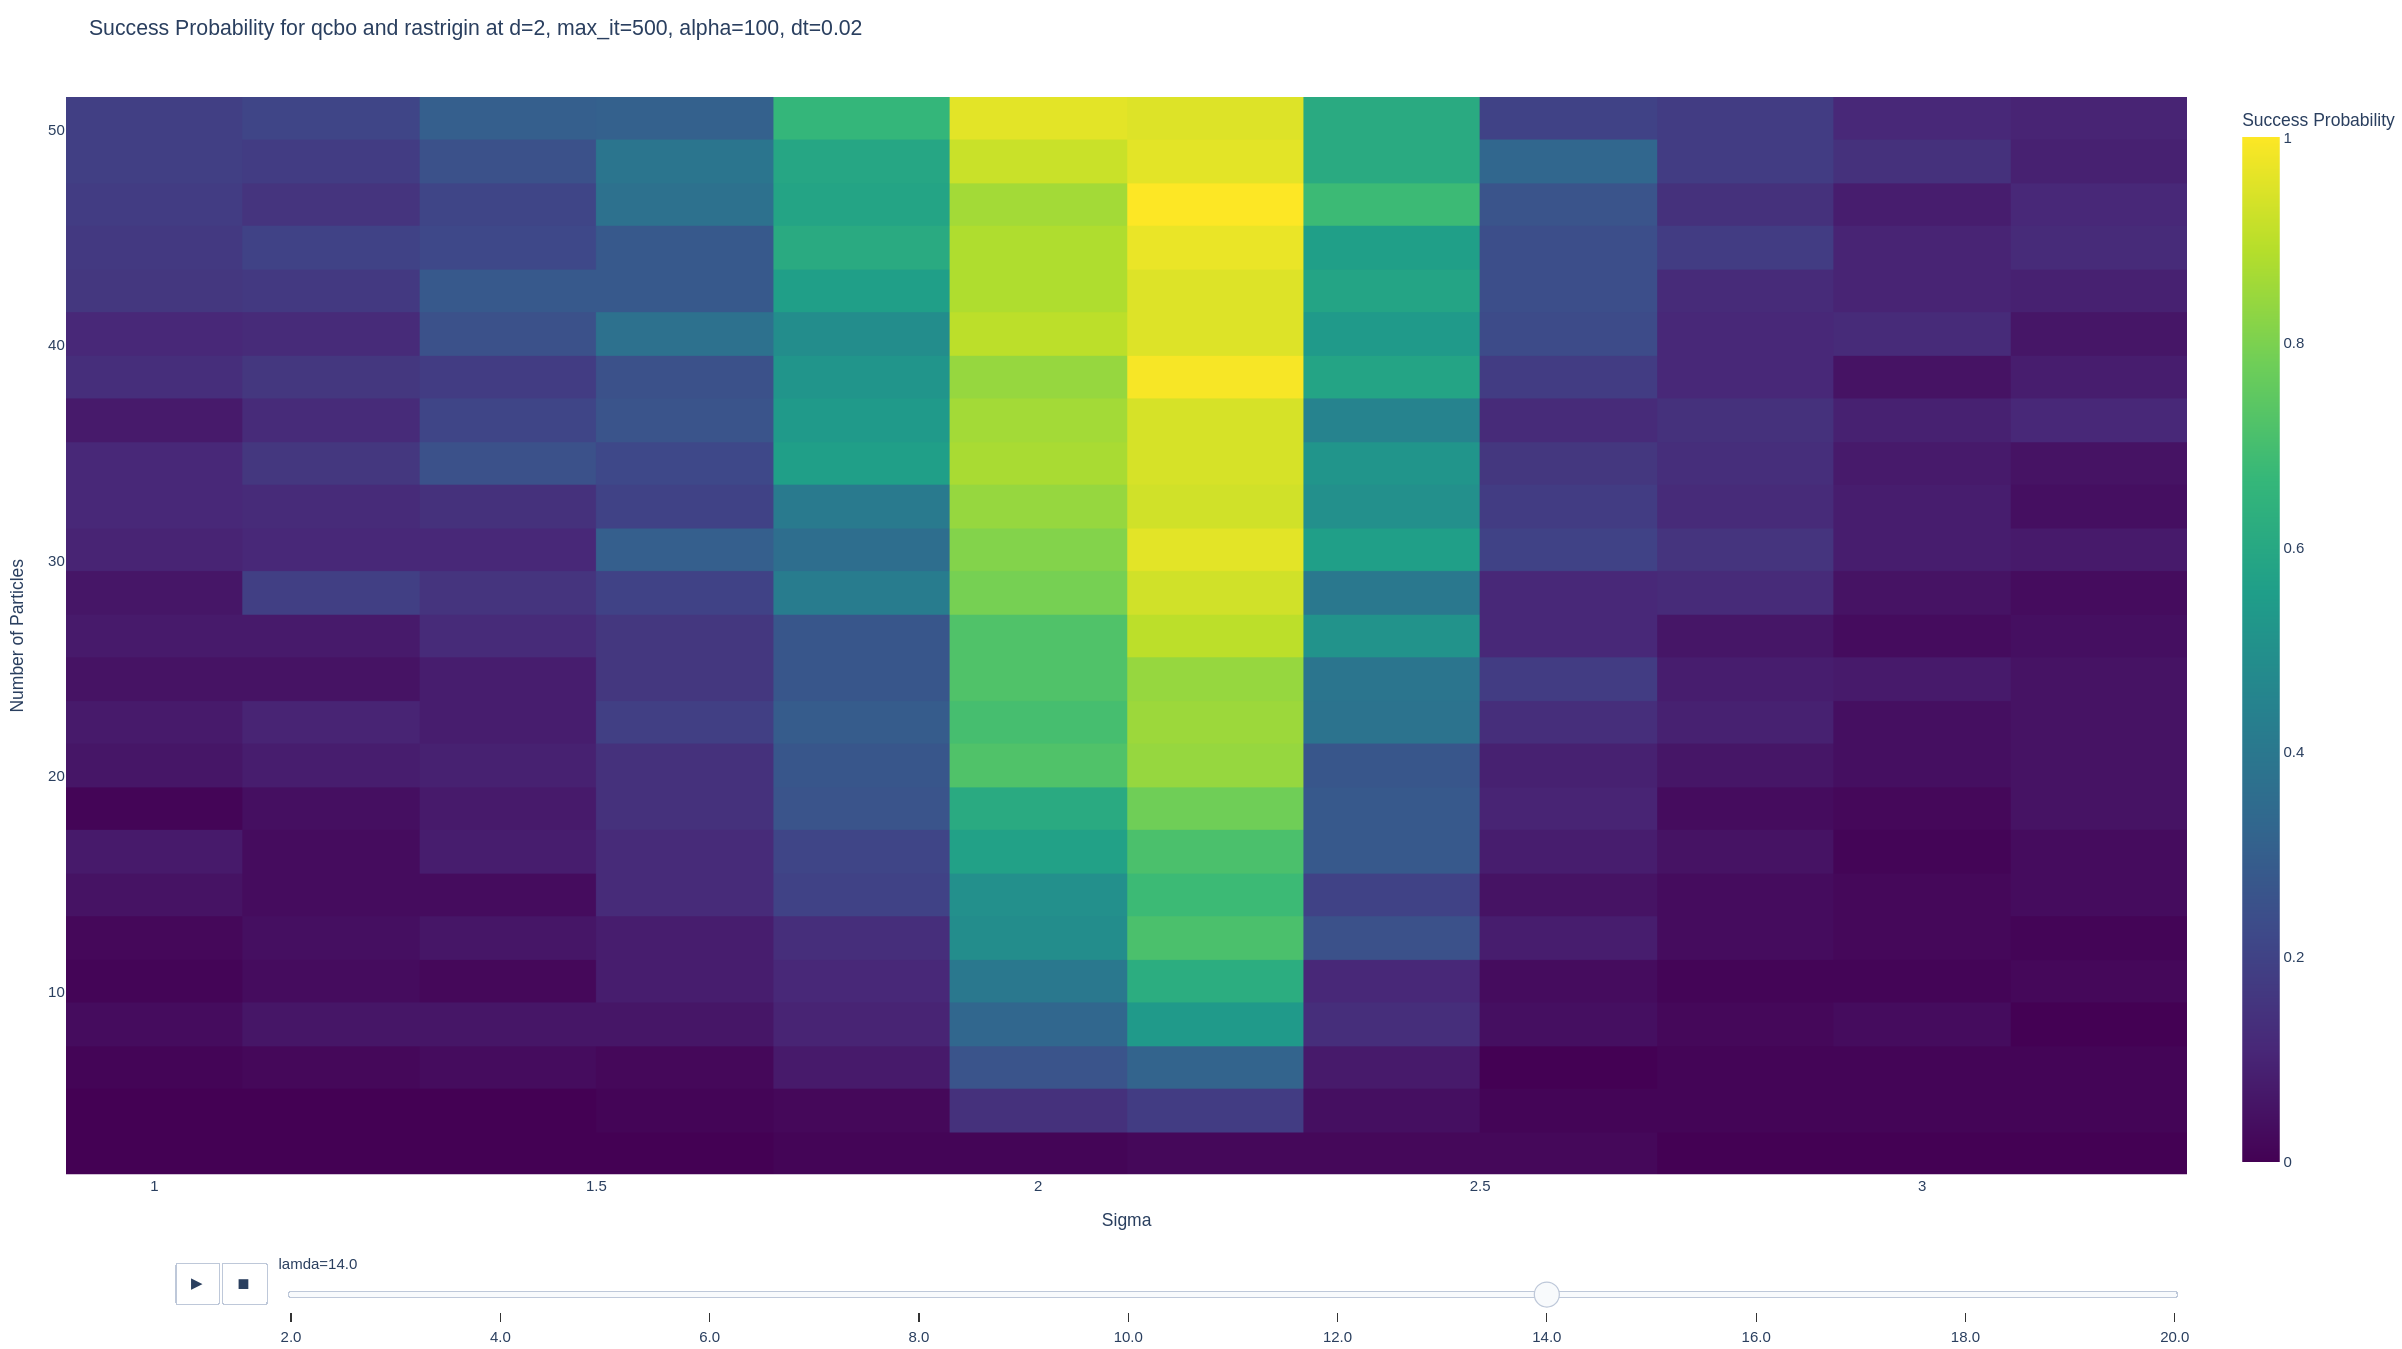 Success Probability for qcbo and rastrigin at d=2, max_it=500, alpha=100, dt=0.02
Success Probability
1
0.8
0.6
0.4
0.2
0
Number of Particles
50
40
30
20
10
1 1.5 2 2.5 3
Sigma
lamda=14.0
2.0 4.0 6.0 8.0 10.0 12.0 14.0 16.0 18.0 20.0